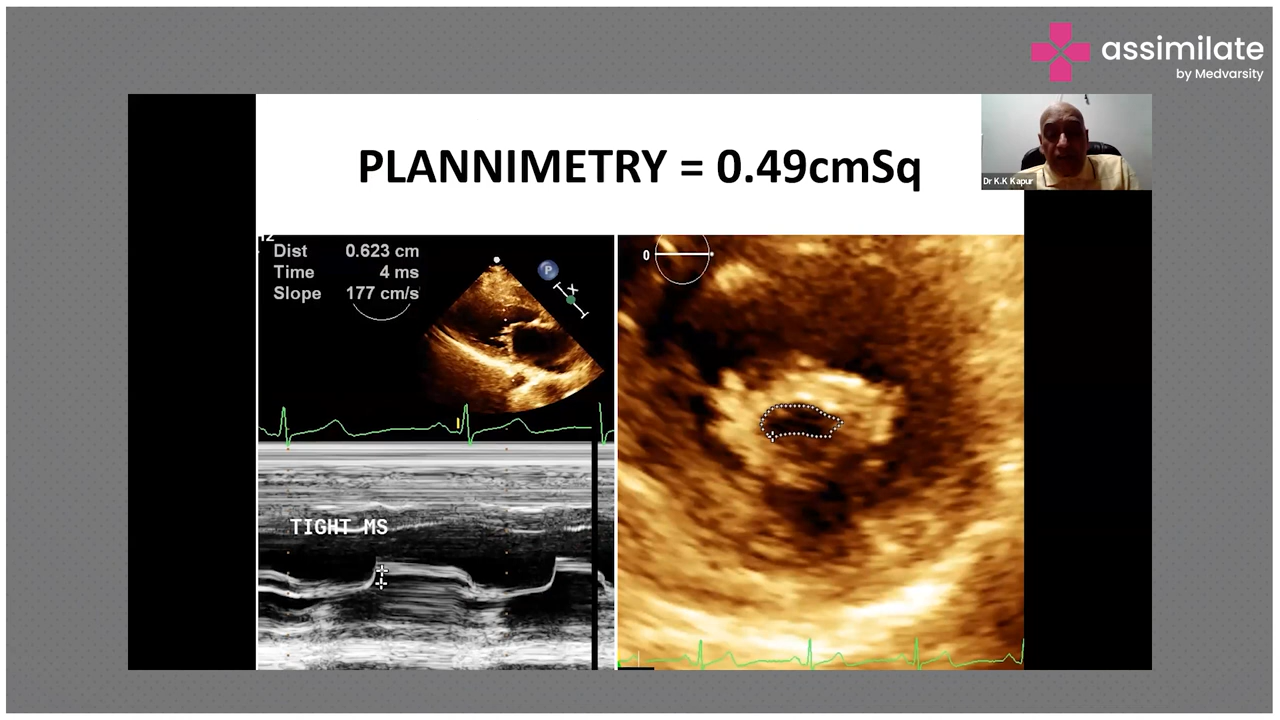 assimilate
by Medvarsity
PLANNIMETRY = 0.49cmSq
Dr K.K Kapur
12
Dist 0.623 cm
Time 4 ms
Slope 177 cm/s
P
X
0
TIGHT MS